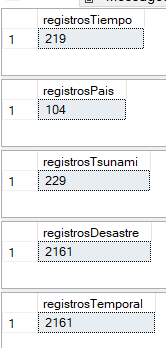 registrosTiempo
1 219
registrosPais
1 104
registrosTsunami
1 229
registrosDesastre
1 2161
registrosTemporal
1 2161